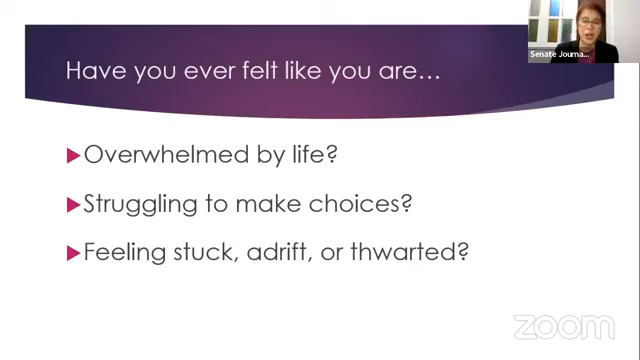 Have you ever felt like you are…
Senate Journa...
Overwhelmed by life?
Struggling to make choices?
Feeling stuck, adrift, or thwarted?
zoom